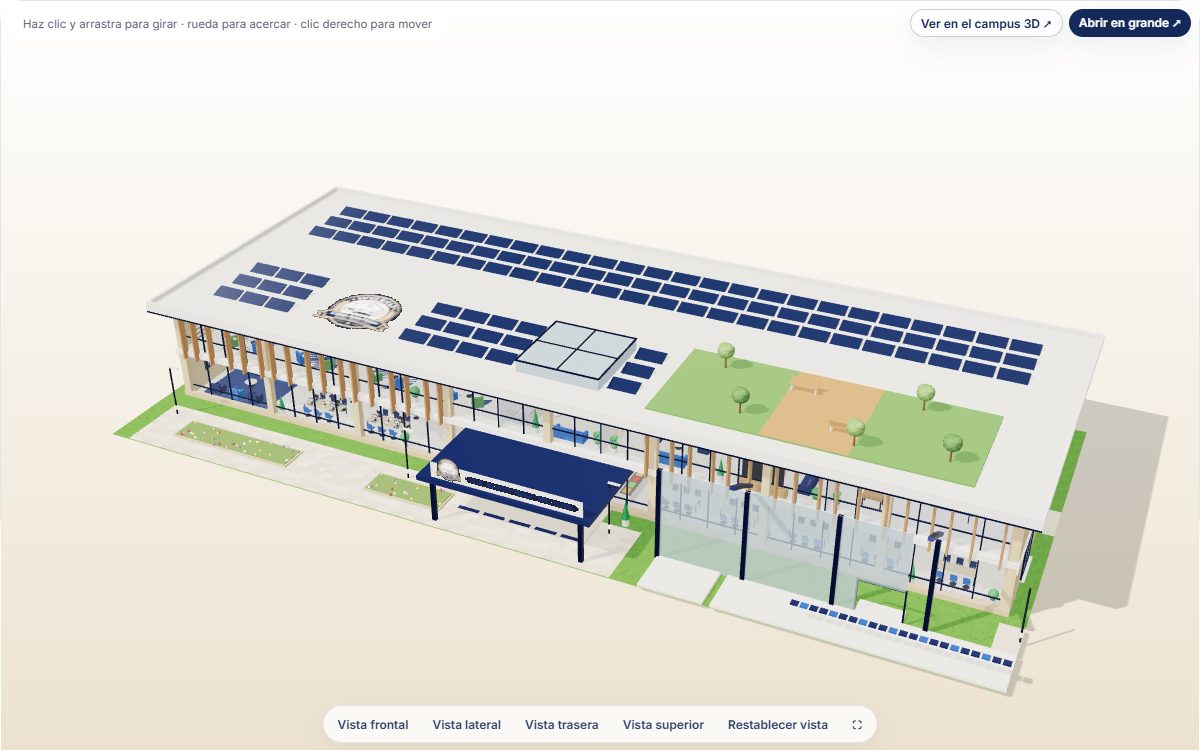 Haz clic y arrastra para girar · rueda para acercar · clic derecho para mover
Ver en el campus 3D ↗
Abrir en grande ↗
Vista frontal
Vista lateral
Vista trasera
Vista superior
Restablecer vista